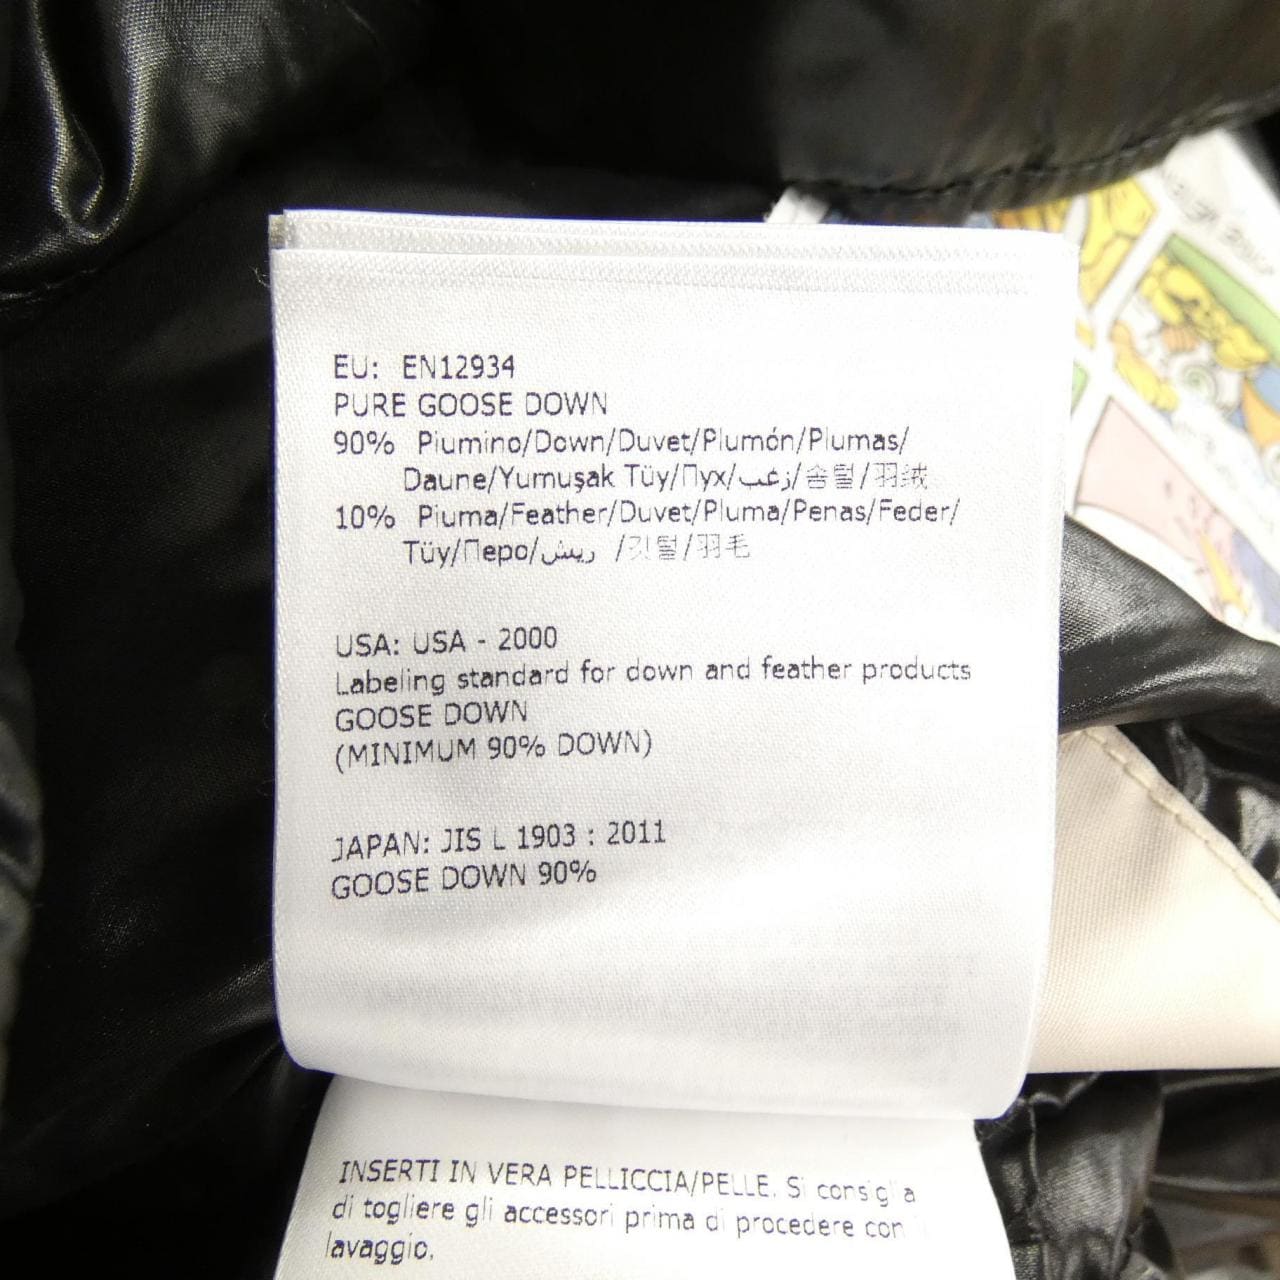 EU: EN12934
PURE GOOSE DOWN
90% Piumino/Down/Duvet/Plumón/Plumas/
Daune/Yumuşak Tüy/Пух/زغب/솜털/羽绒
10% Piuma/Feather/Duvet/Pluma/Penas/Feder/
Tüy/Перо/ريش /깃털/羽毛
USA: USA - 2000
Labeling standard for down and feather products
GOOSE DOWN
(MINIMUM 90% DOWN)
JAPAN: JIS L 1903 : 2011
GOOSE DOWN 90%
INSERTI IN VERA PELLICCIA/PELLE. Si consiglia
di togliere gli accessori prima di procedere con il
lavaggio.